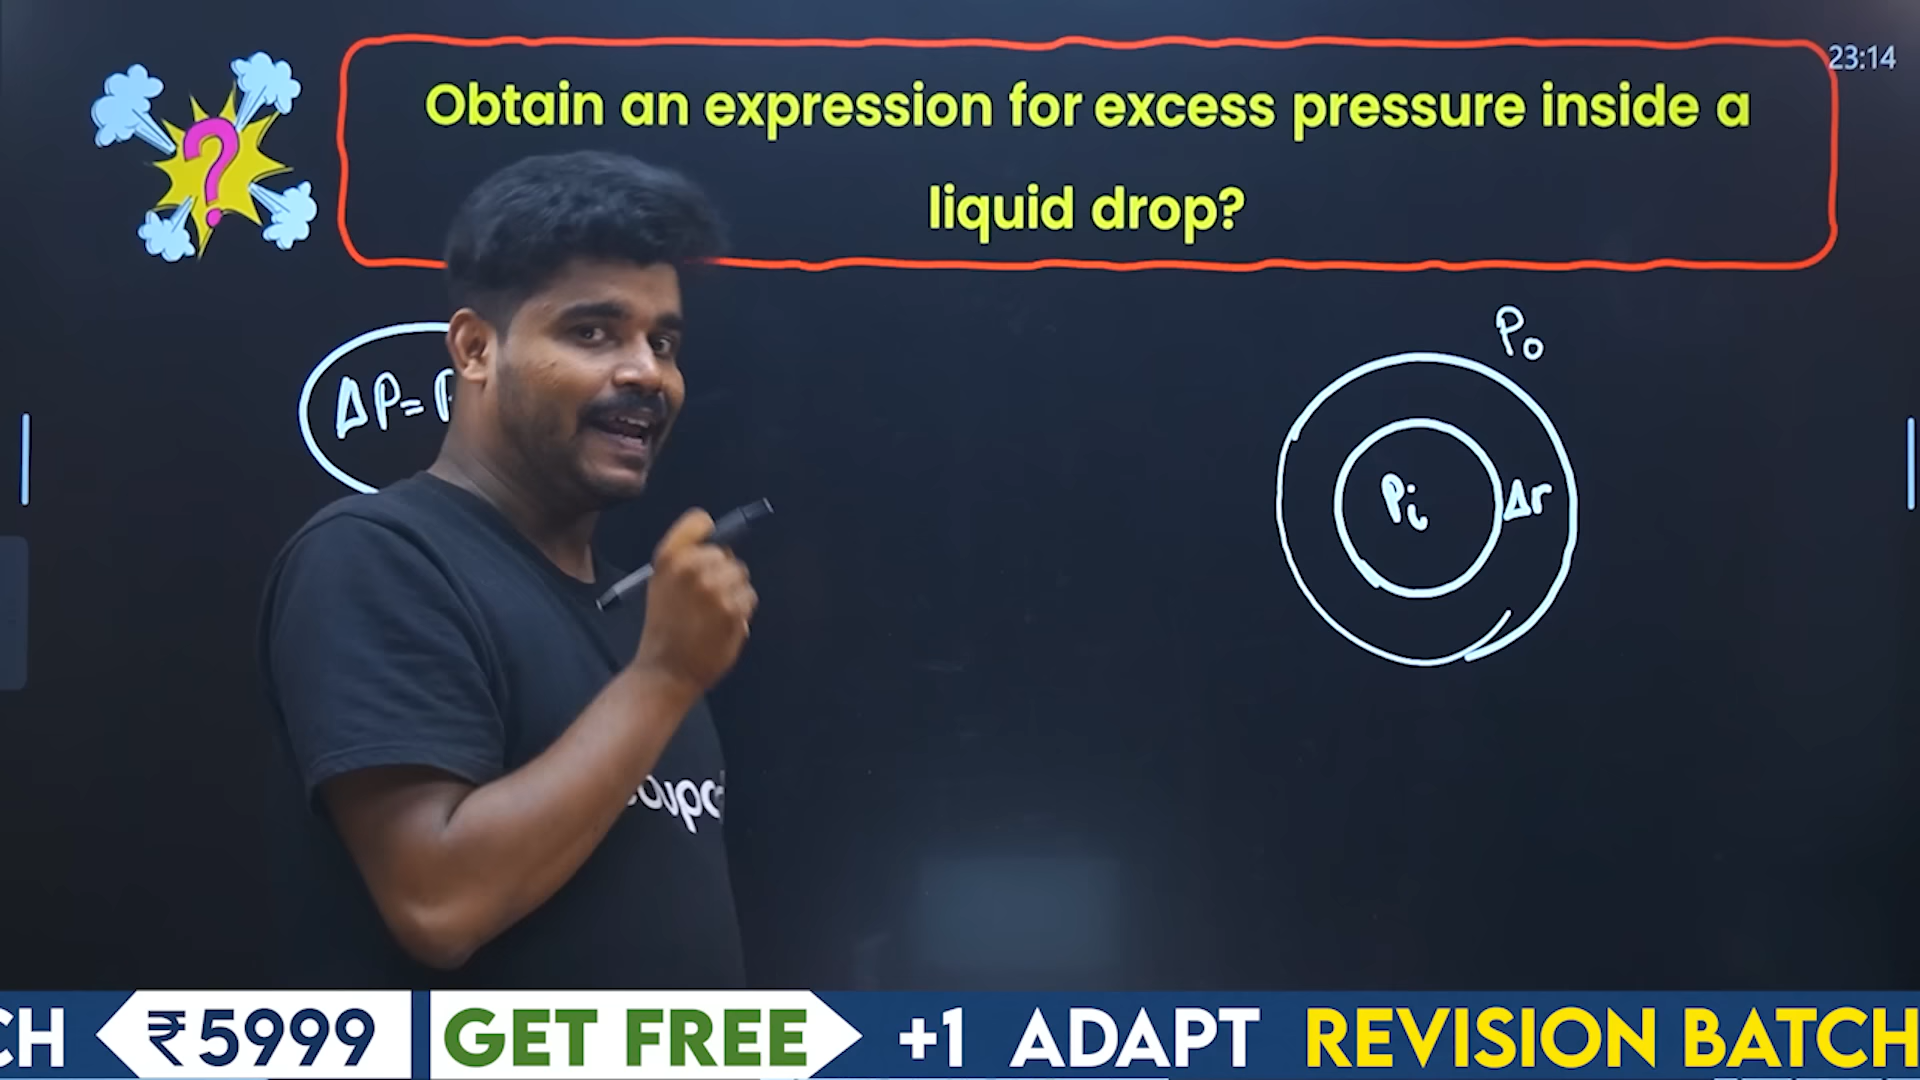 23:14
Obtain an expression for excess pressure inside a
liquid drop?
P₀
ΔP=
Pᵢ Δr
₹5999 GET FREE +1 ADAPT REVISION BATCH